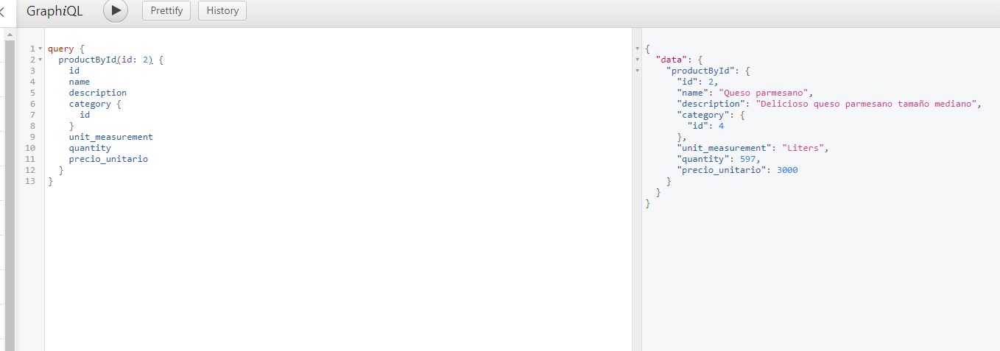 GraphiQL Prettify History
1 query {
2 productById(id: 2) {
3 id
4 name
5 description
6 category {
7 id
8 }
9 unit_measurement
10 quantity
11 precio_unitario
12 }
13 }
{
"data": {
"productById": {
"id": 2,
"name": "Queso parmesano",
"description": "Delicioso queso parmesano tamaño mediano",
"category": {
"id": 4
},
"unit_measurement": "Liters",
"quantity": 597,
"precio_unitario": 3000
}
}
}